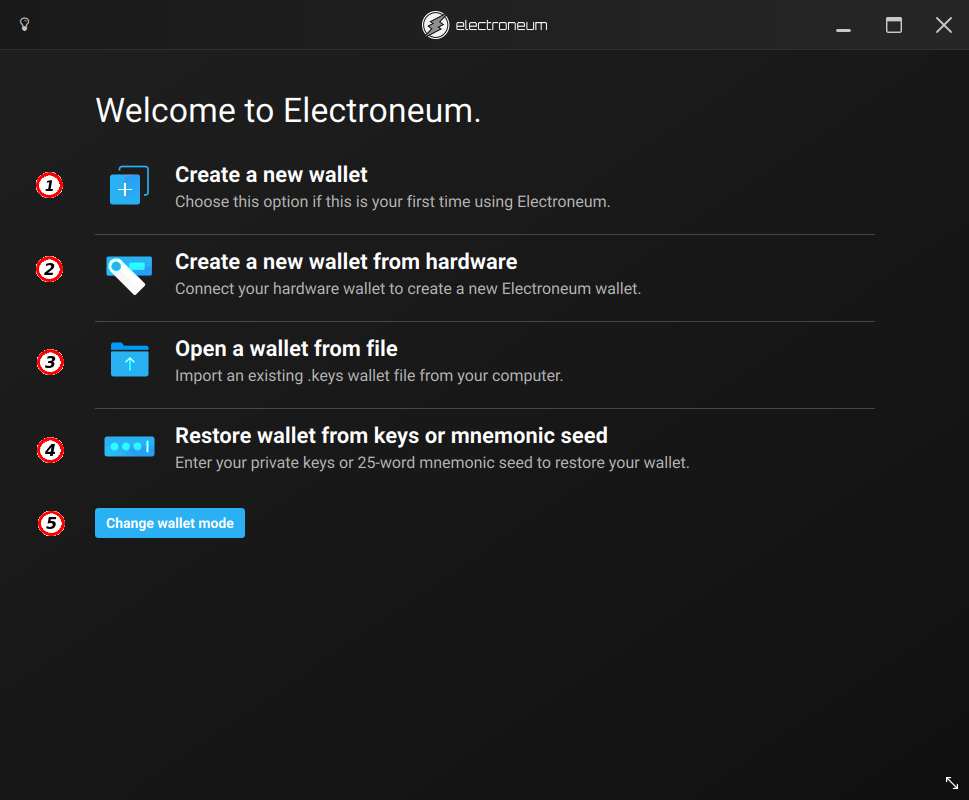 electroneum
Welcome to Electroneum.
1
Create a new wallet
Choose this option if this is your first time using Electroneum.
2
Create a new wallet from hardware
Connect your hardware wallet to create a new Electroneum wallet.
3
Open a wallet from file
Import an existing .keys wallet file from your computer.
4
Restore wallet from keys or mnemonic seed
Enter your private keys or 25-word mnemonic seed to restore your wallet.
5
Change wallet mode